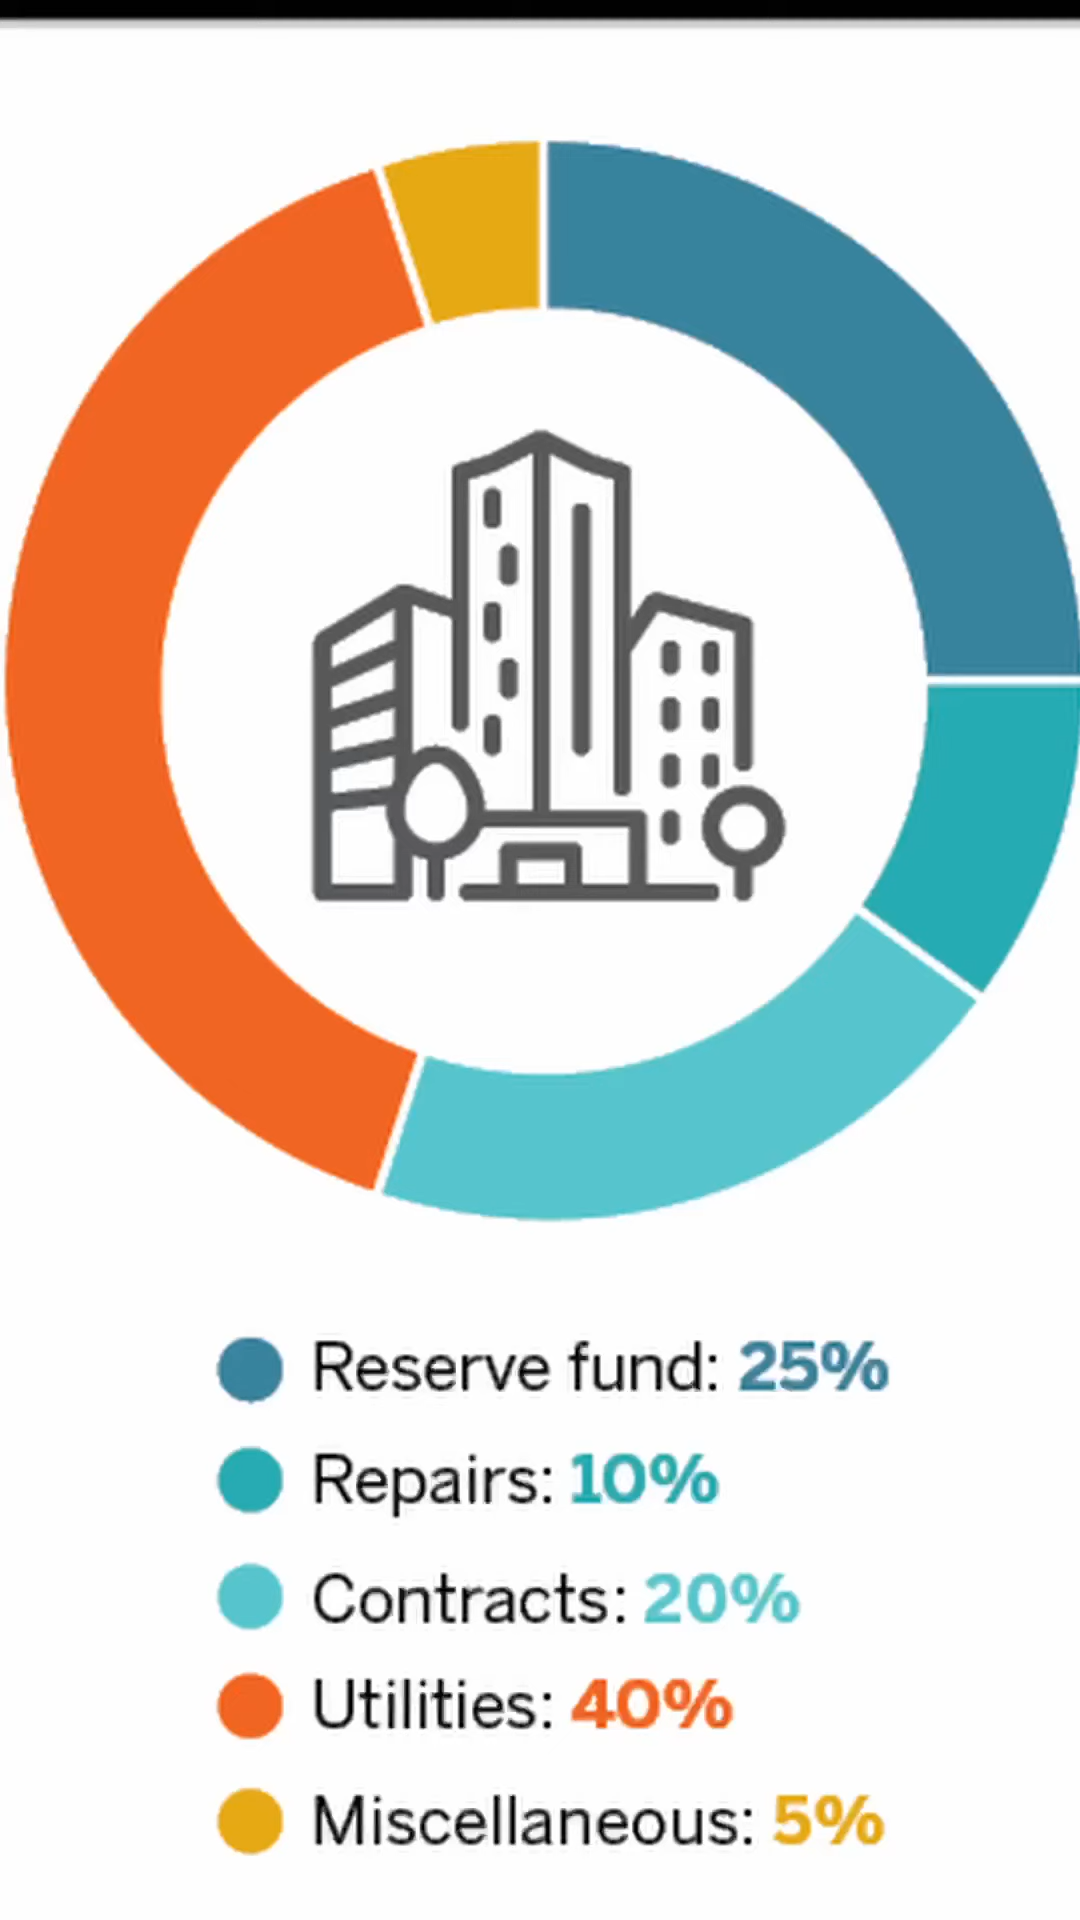 Reserve fund: 25%
Repairs: 10%
Contracts: 20%
Utilities: 40%
Miscellaneous: 5%